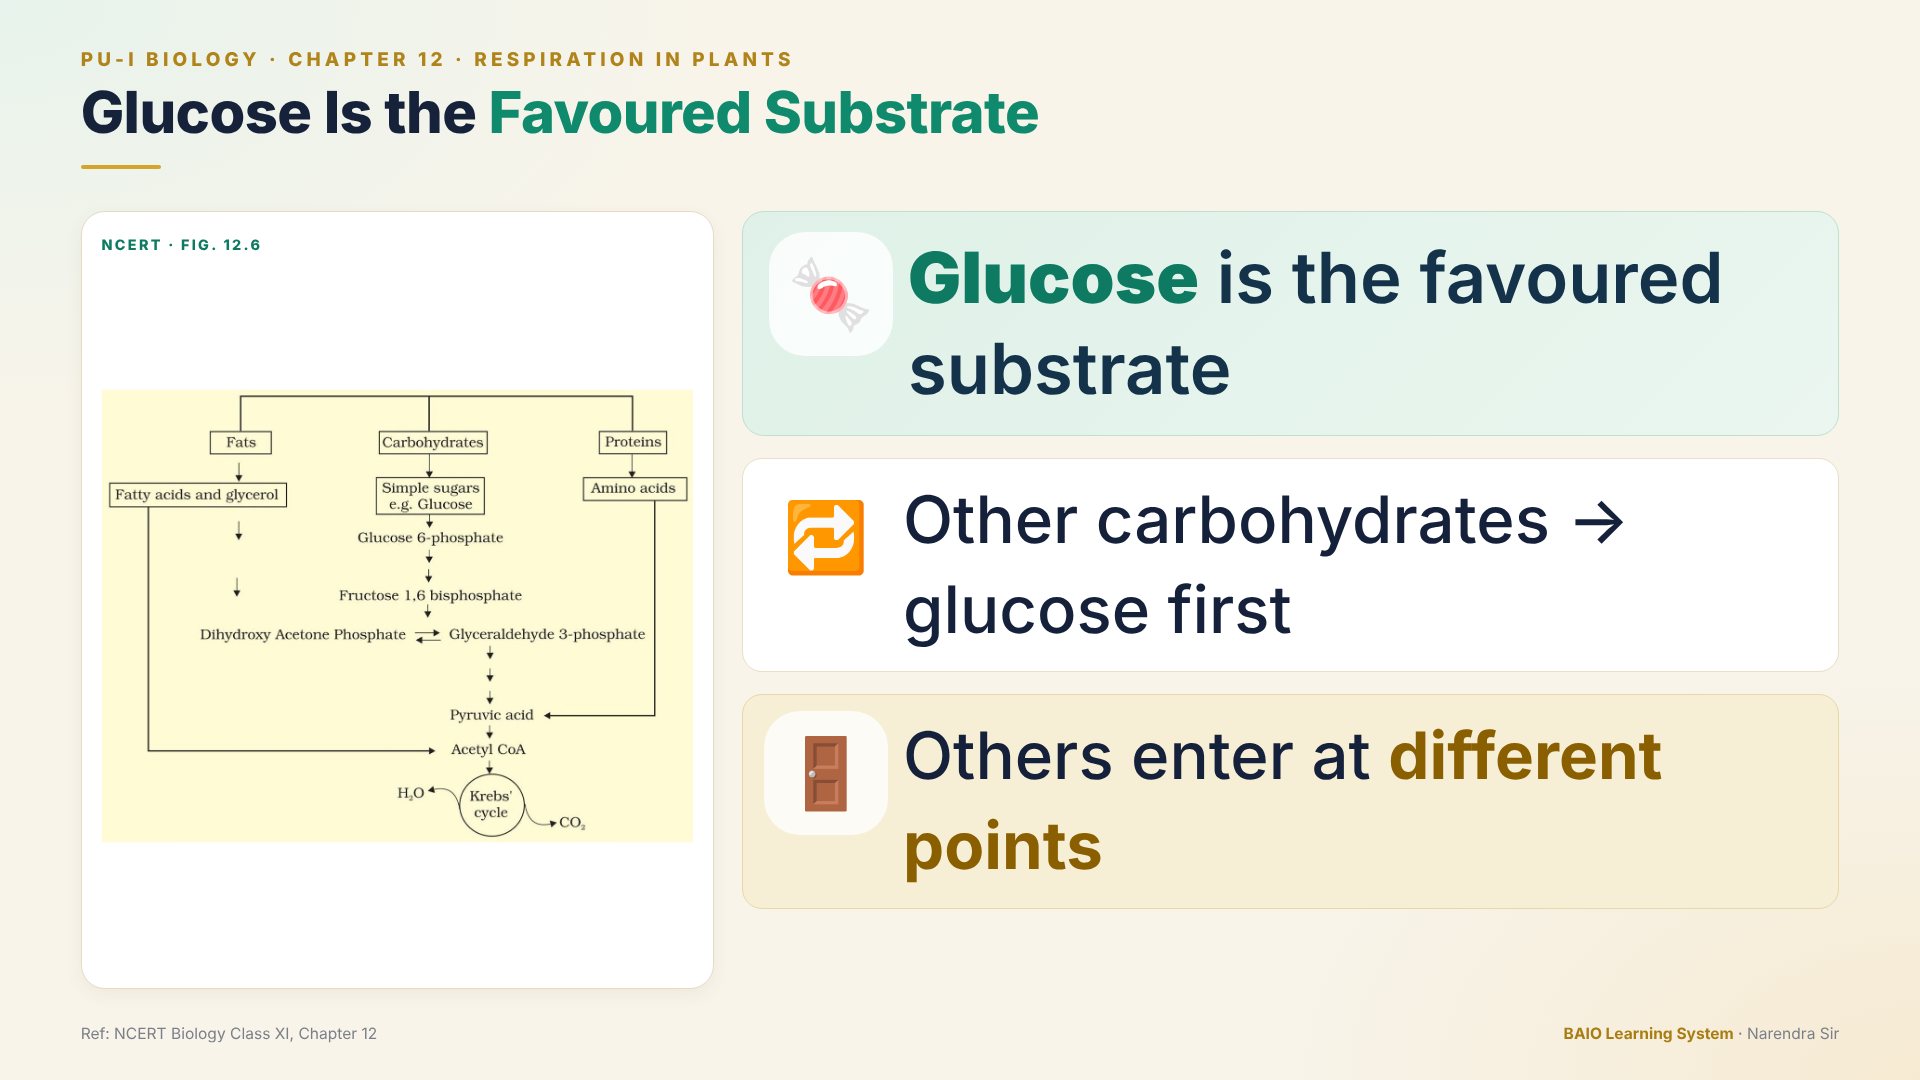 PU-I BIOLOGY · CHAPTER 12 · RESPIRATION IN PLANTS
Glucose Is the Favoured Substrate
NCERT · FIG. 12.6
Fats
Carbohydrates
Proteins
Fatty acids and glycerol
Simple sugars
e.g. Glucose
Amino acids
Glucose 6-phosphate
Fructose 1,6 bisphosphate
Dihydroxy Acetone Phosphate
Glyceraldehyde 3-phosphate
Pyruvic acid
Acetyl CoA
H₂O
Krebs'
cycle
CO₂
Glucose is the favoured
substrate
Other carbohydrates →
glucose first
Others enter at different
points
Ref: NCERT Biology Class XI, Chapter 12
BAIO Learning System · Narendra Sir